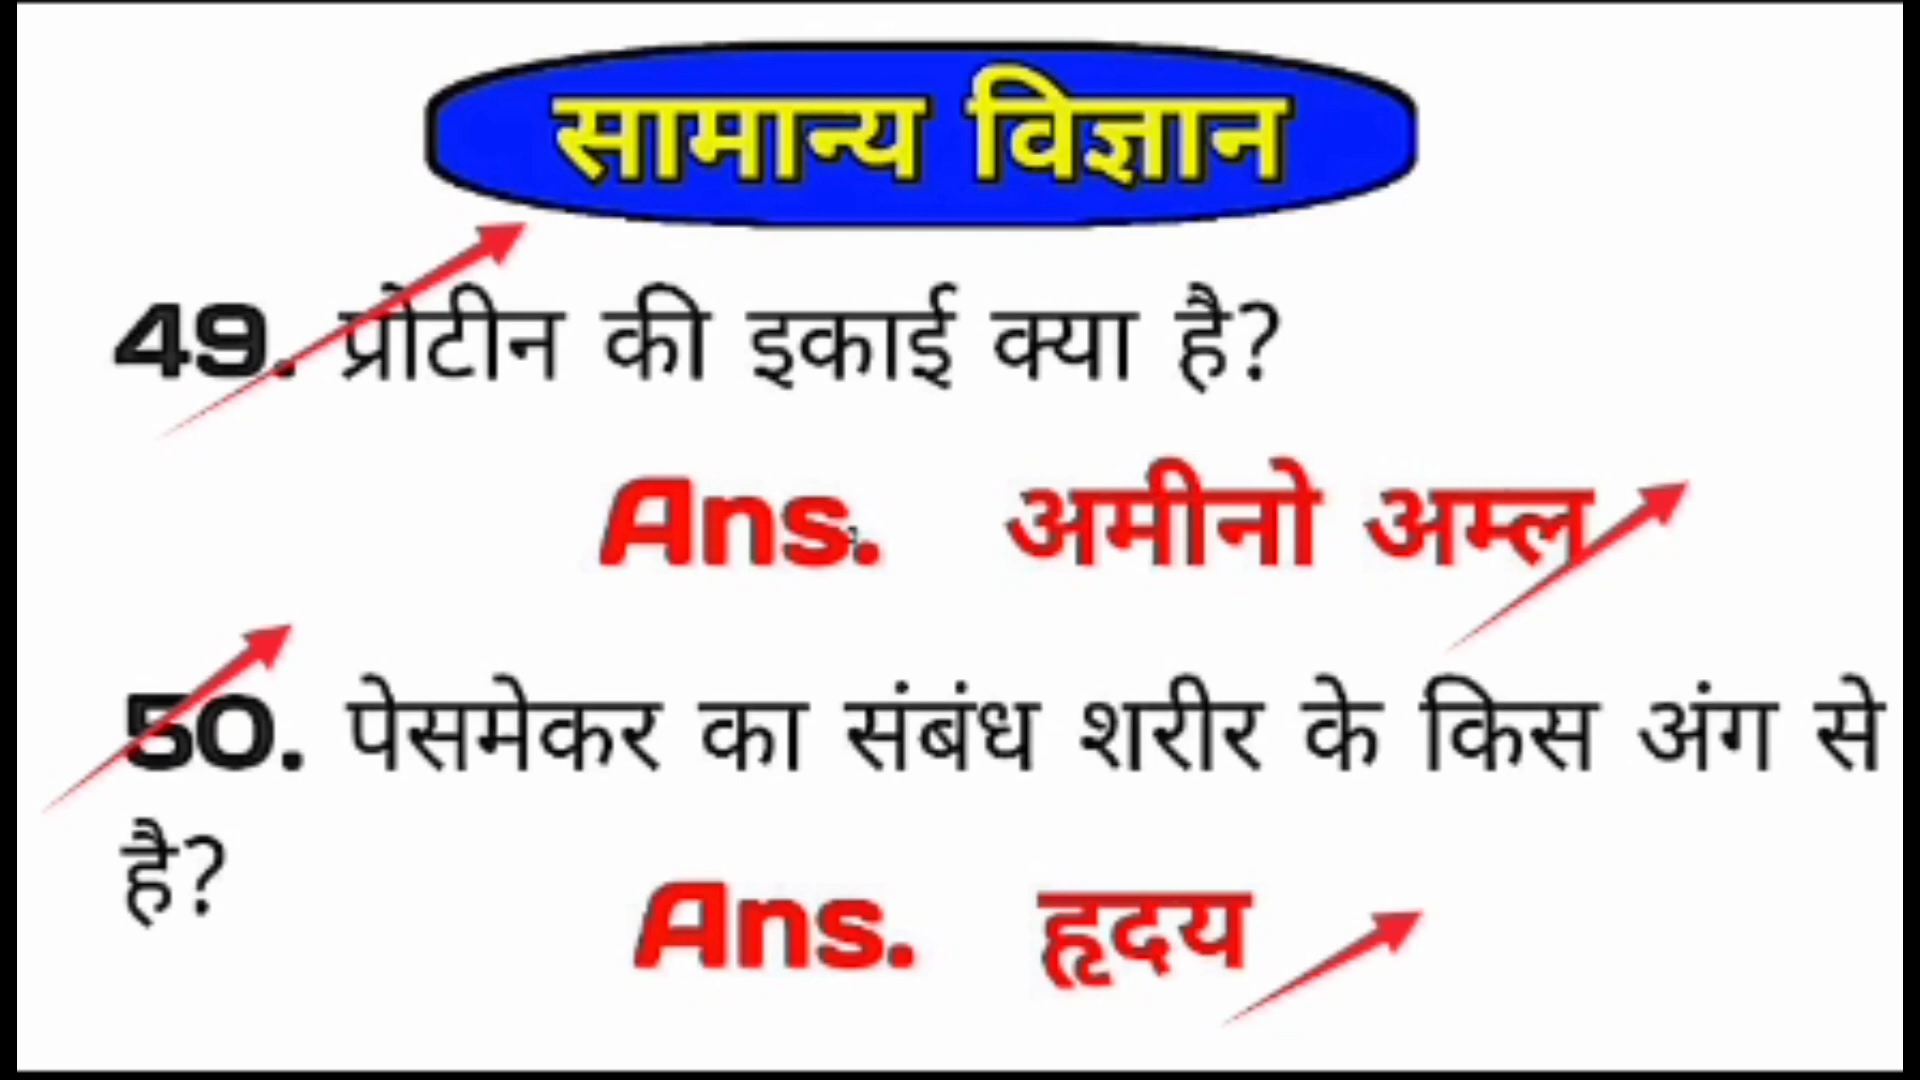 सामान्य विज्ञान
49. प्रोटीन की इकाई क्या है?
Ans. अमीनो अम्ल
50. पेसमेकर का संबंध शरीर के किस अंग से
है?
Ans. हृदय